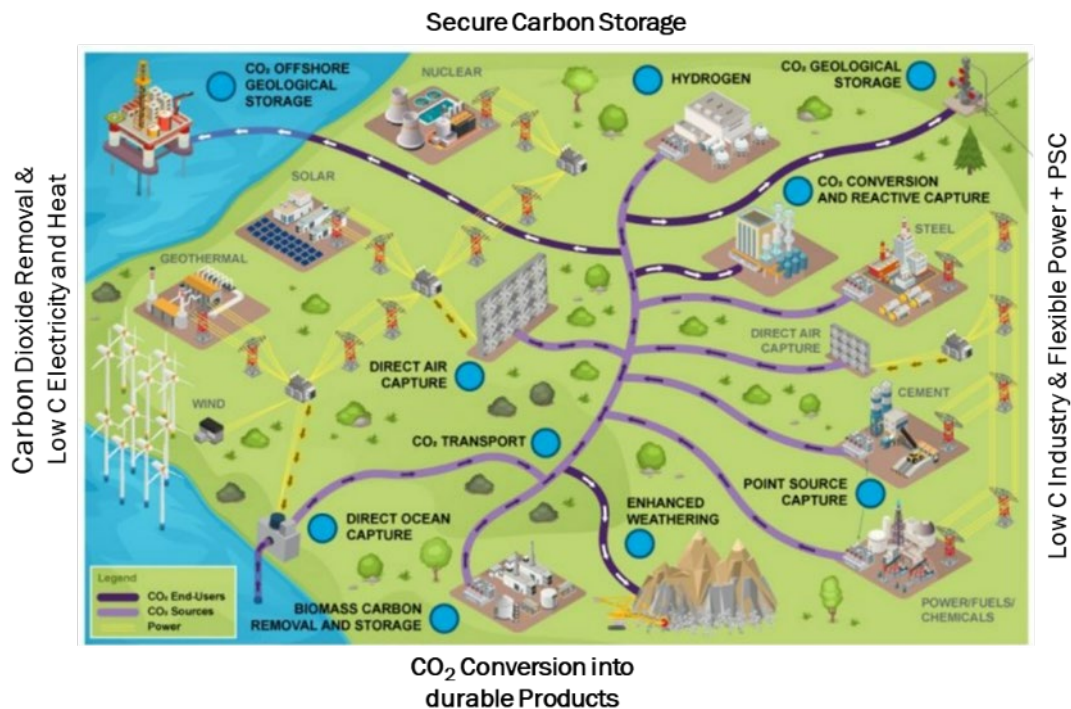 Secure Carbon Storage
CO₂ OFFSHORE
GEOLOGICAL
STORAGE
NUCLEAR
HYDROGEN
CO₂ GEOLOGICAL
STORAGE
SOLAR
CO₂ CONVERSION
AND REACTIVE CAPTURE
STEEL
GEOTHERMAL
Carbon Dioxide Removal &
Low C Electricity and Heat
Low C Industry & Flexible Power + PSC
DIRECT AIR
CAPTURE
DIRECT AIR
CAPTURE
WIND
CEMENT
CO₂ TRANSPORT
POINT SOURCE
CAPTURE
ENHANCED
WEATHERING
DIRECT OCEAN
CAPTURE
Legend
CO₂ End-Users
CO₂ Sources
Power
BIOMASS CARBON
REMOVAL AND STORAGE
POWER/FUELS/
CHEMICALS
CO₂ Conversion into
durable Products